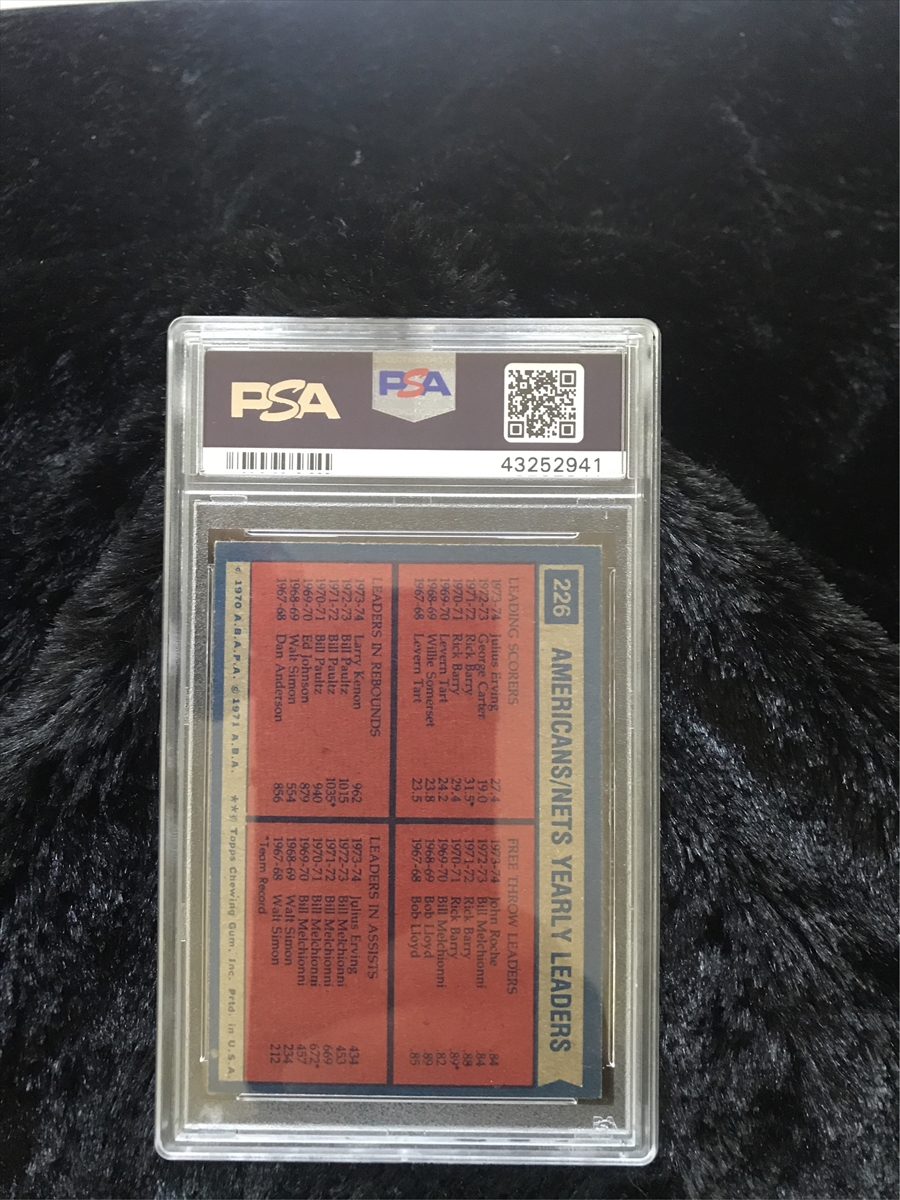 PSA
PSA
43252941
226 AMERICANS/NETS YEARLY LEADERS
LEADING SCORERS
1973-74 Julius Erving 27.4
1972-73 George Carter 19.0
1971-72 Rick Barry 31.5*
1970-71 Rick Barry 29.4
1969-70 Levern Tart 24.2
1968-69 Willie Somerset 23.8
1967-68 Levern Tart 23.5
FREE THROW LEADERS
1973-74 John Roche .84
1972-73 Bill Melchionni .84
1971-72 Rick Barry .88
1970-71 Rick Barry .89*
1969-70 Bill Melchionni .82
1968-69 Bob Lloyd .89
1967-68 Bob Lloyd .85
LEADERS IN REBOUNDS
1973-74 Larry Kenon 962
1972-73 Bill Paultz 1015
1971-72 Bill Paultz 1035*
1970-71 Bill Paultz 940
1969-70 Ed Johnson 879
1968-69 Walt Simon 554
1967-68 Dan Anderson 856
LEADERS IN ASSISTS
1973-74 Julius Erving 434
1972-73 Bill Melchionni 453
1971-72 Bill Melchionni 669
1970-71 Bill Melchionni 672*
1969-70 Bill Melchionni 457
1968-69 Walt Simon 234
1967-68 Walt Simon 212
*Team Record
© 1970 A.B.A.P.A. © 1971 A.B.A. **© Topps Chewing Gum, Inc. Prtd. in U.S.A.